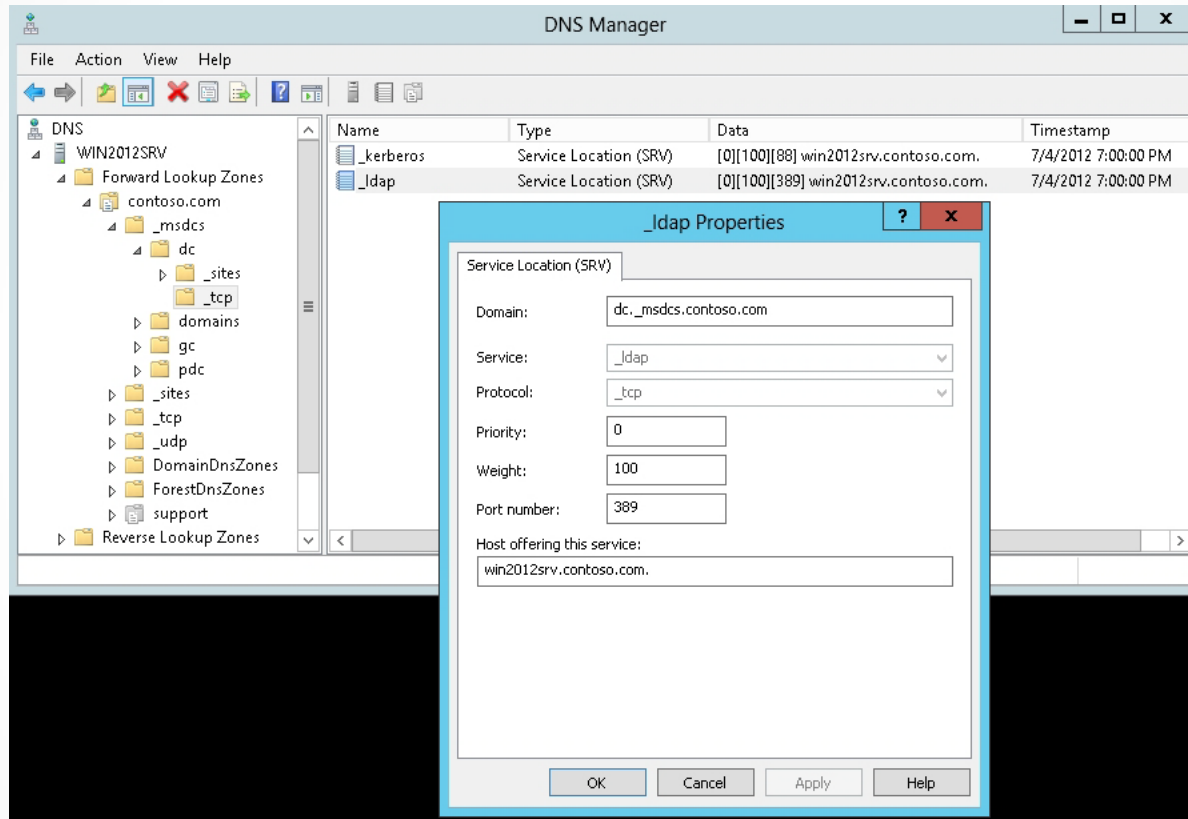 DNS Manager
File Action View Help
DNS
WIN2012SRV
Forward Lookup Zones
contoso.com
_msdcs
dc
_sites
_tcp
domains
gc
pdc
_sites
_tcp
_udp
DomainDnsZones
ForestDnsZones
support
Reverse Lookup Zones
Name Type Data Timestamp
_kerberos Service Location (SRV) [0][100][88] win2012srv.contoso.com. 7/4/2012 7:00:00 PM
_ldap Service Location (SRV) [0][100][389] win2012srv.contoso.com. 7/4/2012 7:00:00 PM
_ldap Properties
Service Location (SRV)
Domain: dc._msdcs.contoso.com
Service: _ldap
Protocol: _tcp
Priority: 0
Weight: 100
Port number: 389
Host offering this service:
win2012srv.contoso.com.
OK Cancel Apply Help